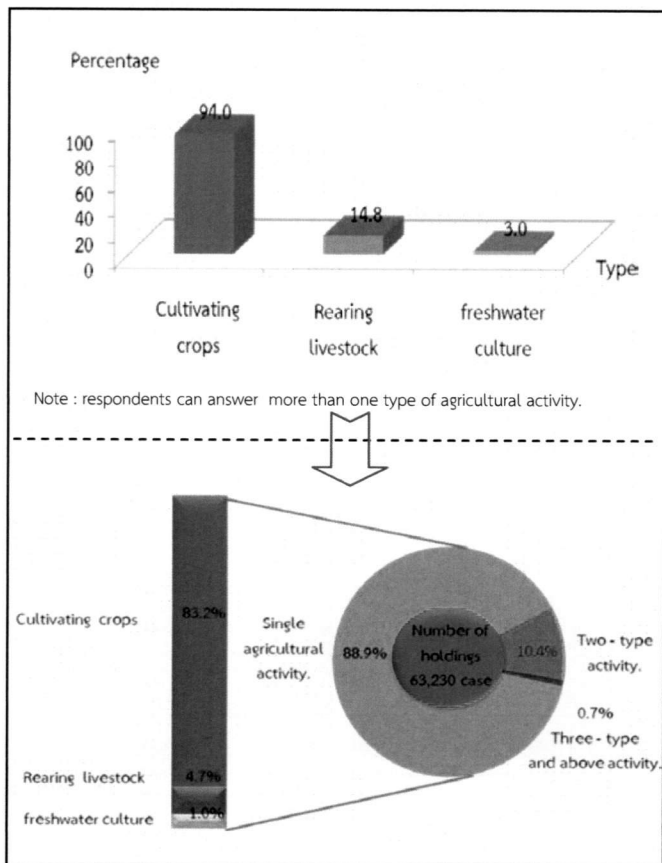 Percentage
94.0
100
80
60
40
20
0
14.8
3.0
Type
Cultivating
crops
Rearing
livestock
freshwater
culture
Note : respondents can answer more than one type of agricultural activity.
Cultivating crops
83.2%
Rearing livestock
4.7%
freshwater culture
1.0%
Single
agricultural
activity.
88.9%
Number of
holdings
63,230 case
10.4%
Two - type
activity.
0.7%
Three - type
and above activity.